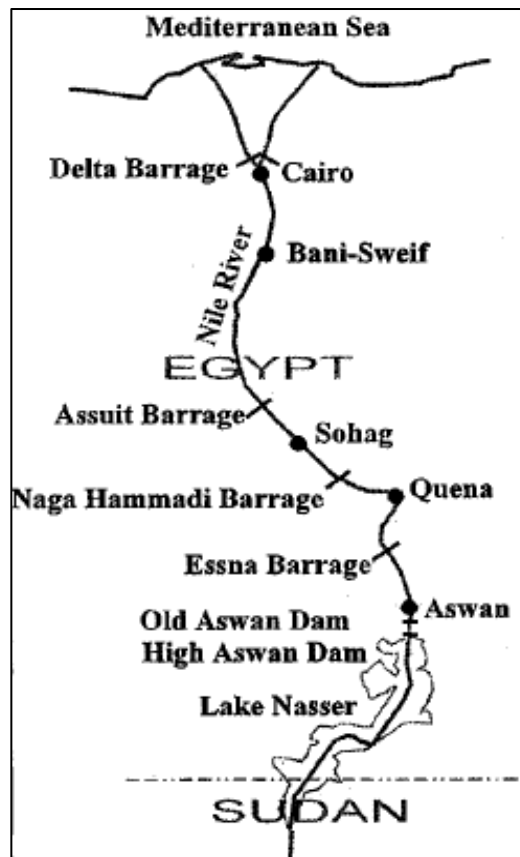 Mediterranean Sea
Delta Barrage
Cairo
Bani-Sweif
Nile River
EGYPT
Assuit Barrage
Sohag
Naga Hammadi Barrage
Quena
Essna Barrage
Aswan
Old Aswan Dam
High Aswan Dam
Lake Nasser
SUDAN